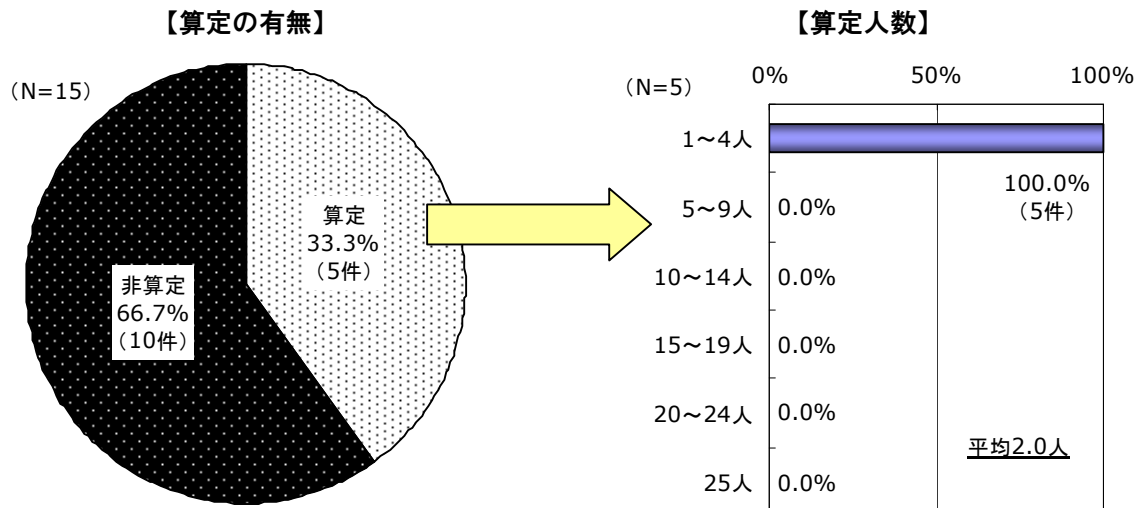 【算定の有無】
（N=15）
算定
33.3%
（5件）
非算定
66.7%
（10件）
【算定人数】
（N=5）
0% 50% 100%
1～4人
100.0%
（5件）
5～9人 0.0%
10～14人 0.0%
15～19人 0.0%
20～24人 0.0%
平均2.0人
25人 0.0%